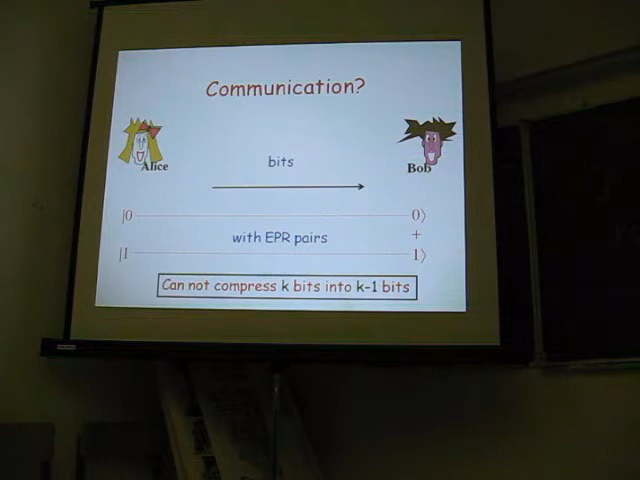 Communication?
Alice
bits
Bob
|0 0⟩
with EPR pairs +
|1 1⟩
Can not compress k bits into k-1 bits